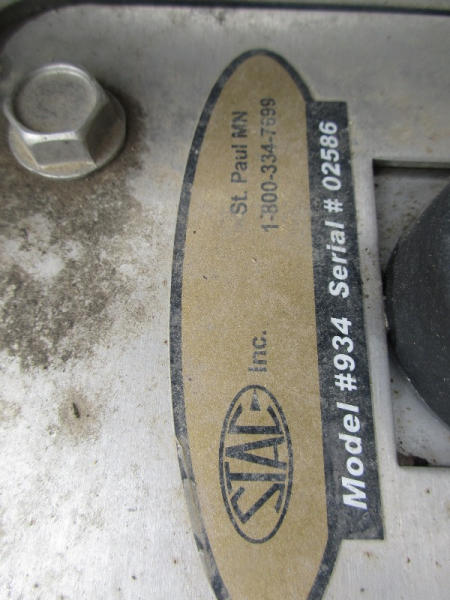 STAC Inc.
St. Paul MN
1-800-334-7699
Model #934 Serial # 02586